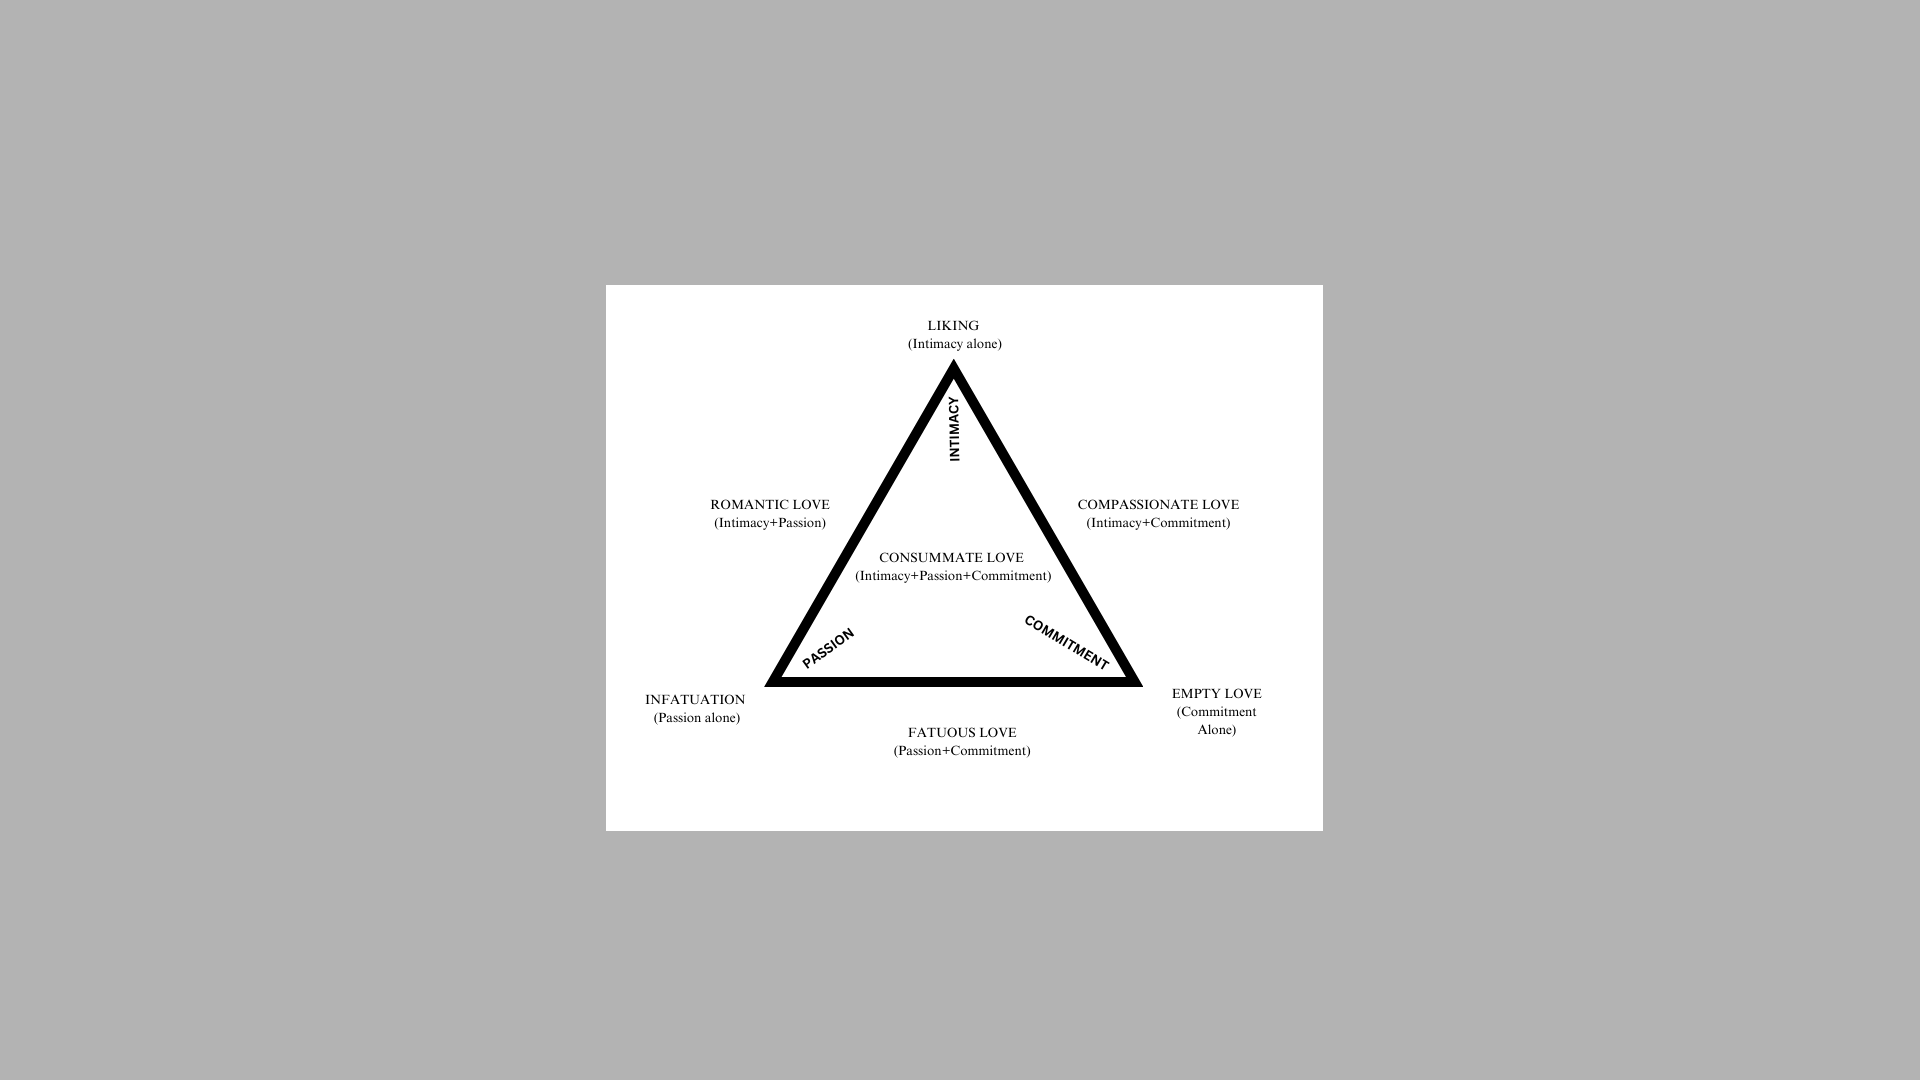 LIKING
(Intimacy alone)
INTIMACY
ROMANTIC LOVE
(Intimacy+Passion)
COMPASSIONATE LOVE
(Intimacy+Commitment)
CONSUMMATE LOVE
(Intimacy+Passion+Commitment)
PASSION
COMMITMENT
INFATUATION
(Passion alone)
EMPTY LOVE
(Commitment
Alone)
FATUOUS LOVE
(Passion+Commitment)